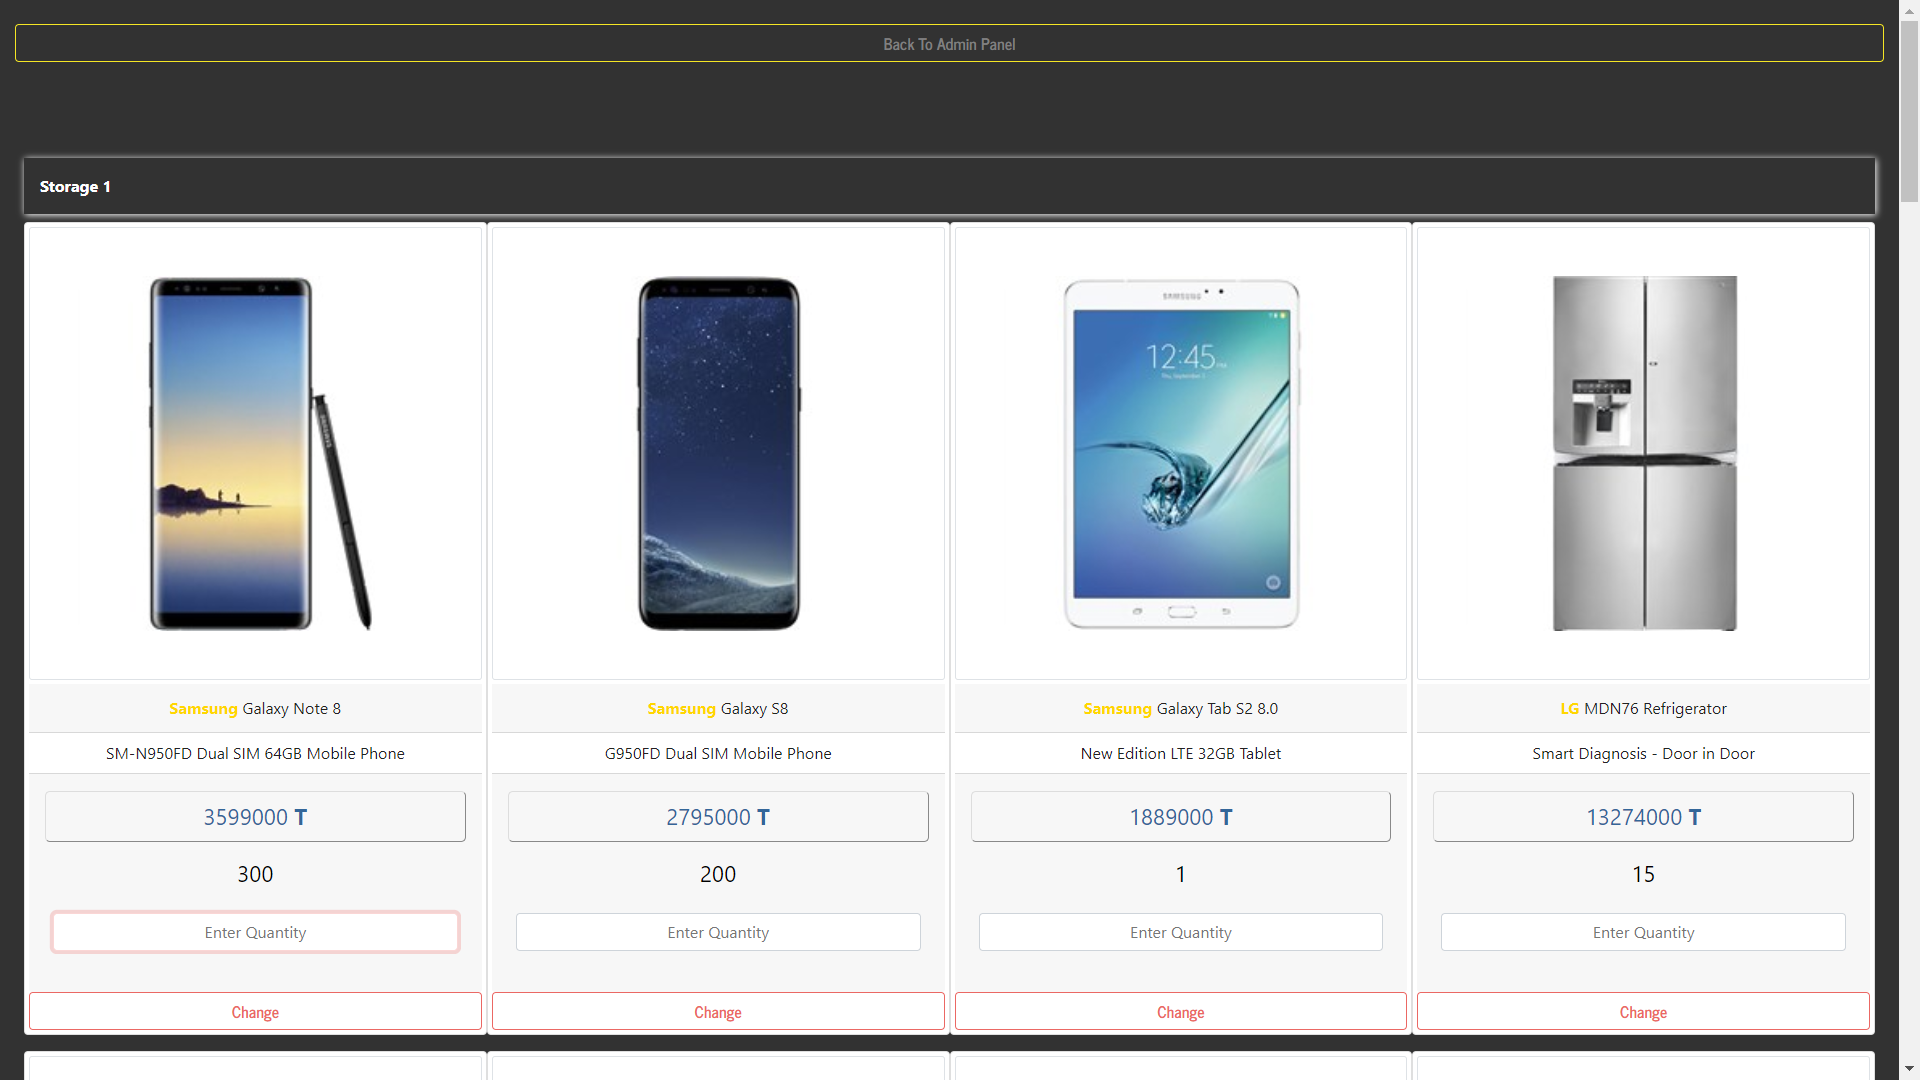 Back To Admin Panel
Storage 1
SAMSUNG
SAMSUNG
12:45 PM
Samsung Galaxy Note 8
Samsung Galaxy S8
Samsung Galaxy Tab S2 8.0
LG MDN76 Refrigerator
SM-N950FD Dual SIM 64GB Mobile Phone
G950FD Dual SIM Mobile Phone
New Edition LTE 32GB Tablet
Smart Diagnosis - Door in Door
3599000 T
2795000 T
1889000 T
13274000 T
300
200
1
15
Enter Quantity
Enter Quantity
Enter Quantity
Enter Quantity
Change
Change
Change
Change